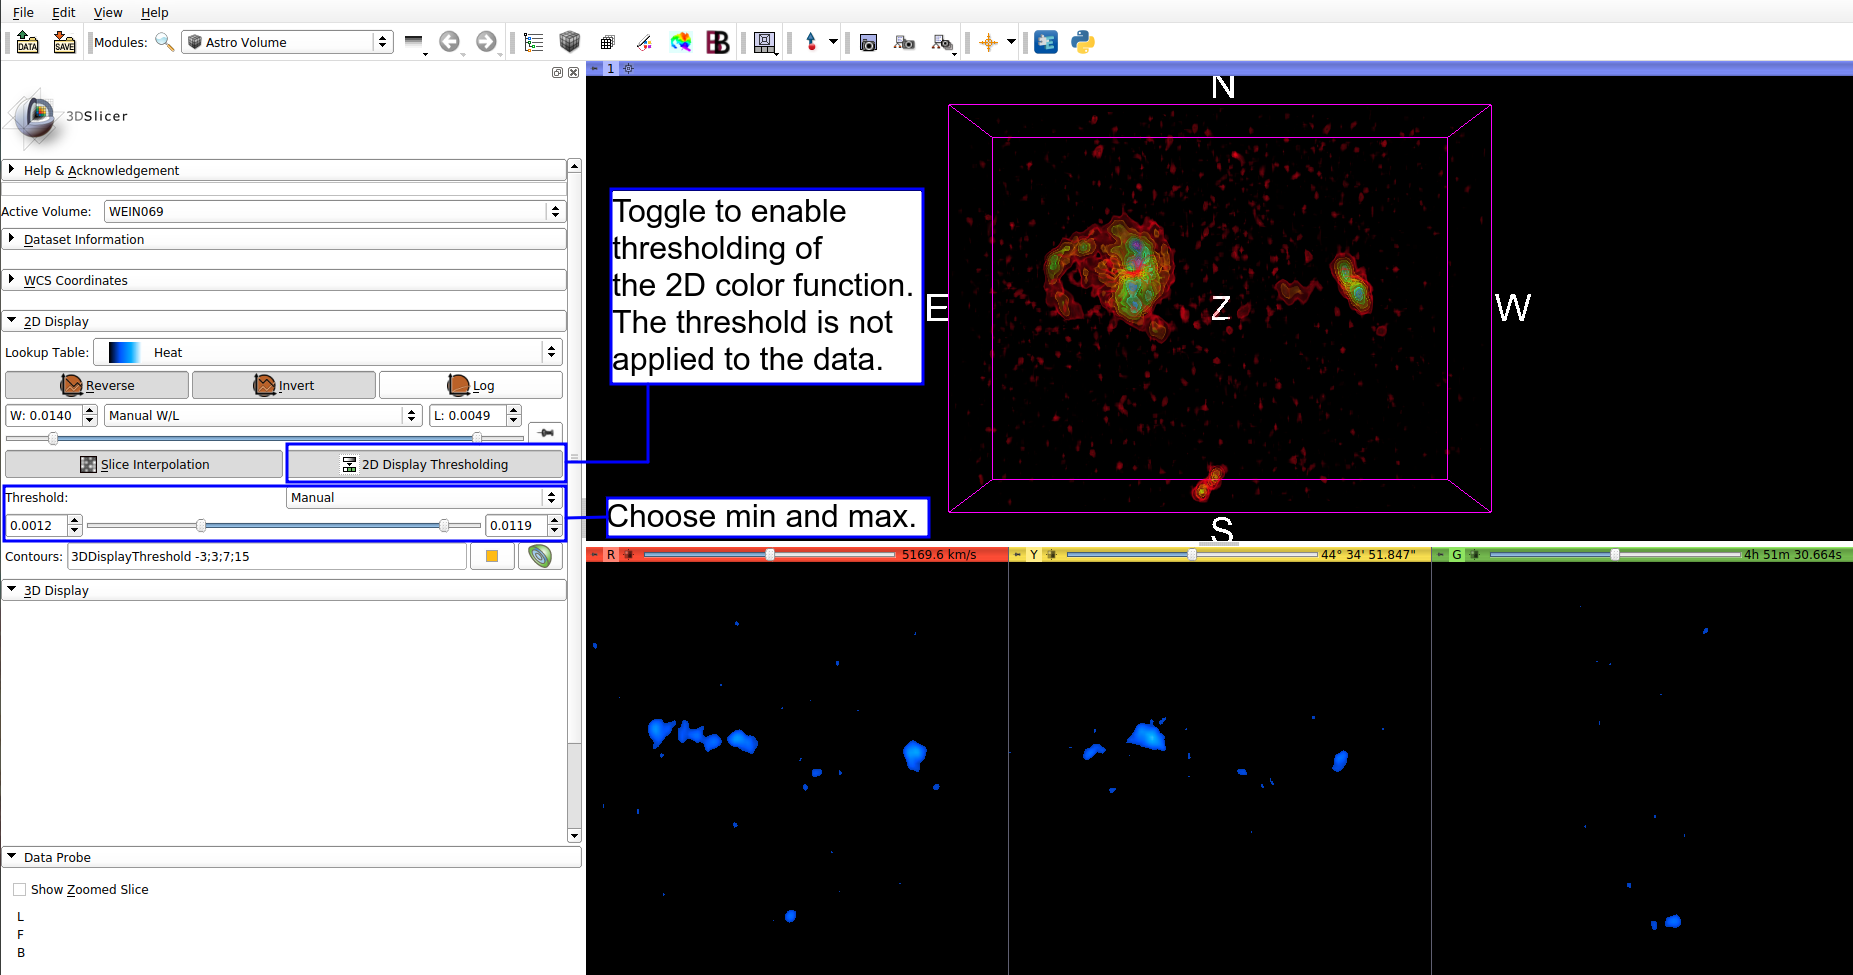 File Edit View Help
DATA SAVE Modules: Astro Volume
1
3DSlicer
Help & Acknowledgement
Active Volume: WEIN069
Dataset Information
WCS Coordinates
2D Display
Lookup Table: Heat
Reverse Invert Log
W: 0.0140 Manual W/L L: 0.0049
Slice Interpolation 2D Display Thresholding
Threshold: Manual
0.0012 0.0119
Contours: 3DDisplayThreshold -3;3;7;15
3D Display
Data Probe
Show Zoomed Slice
L
F
B
Toggle to enable
thresholding of
the 2D color function.
The threshold is not
applied to the data.
Choose min and max.
N
E Z W
S
R 5169.6 km/s
Y 44° 34' 51.847"
G 4h 51m 30.664s